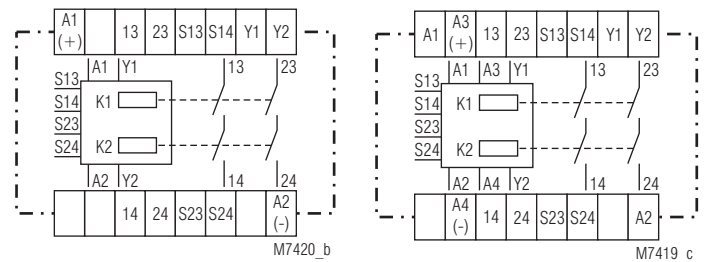 A1 (+) 13 23 S13 S14 Y1 Y2
A1 Y1 13 23
S13
S14
S23
S24
K1
K2
A2 Y2 14 24
14 24 S23 S24 A2 (-)
M7420_b
A1 A3 (+) 13 23 S13 S14 Y1 Y2
A1 A3 Y1 13 23
S13
S14
S23
S24
K1
K2
A2 A4 Y2 14 24
A4 (-) 14 24 S23 S24 A2
M7419_c